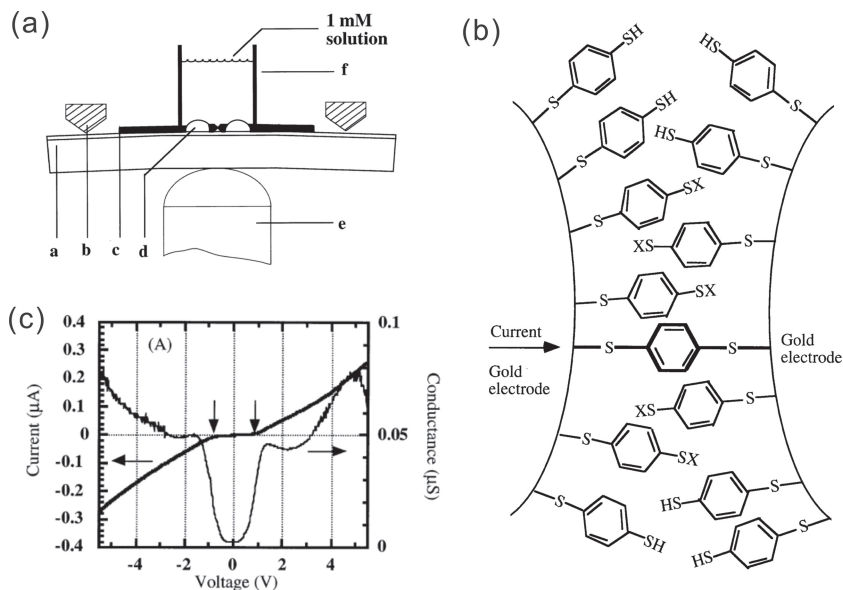 (a)
1 mM
solution
f
a
b
c
d
e
(b)
SH
HS
S
S
SH
HS
S
S
SX
S
XS
S
SX
S
Current
S
S
Gold
electrode
Gold
electrode
XS
S
S
SX
S
HS
S
SH
S
HS
(c)
(A)
0.4
0.3
0.2
0.1
0
-0.1
-0.2
-0.3
-0.4
Current (μA)
0.1
0.05
0
Conductance (μS)
-4
-2
0
2
4
Voltage (V)